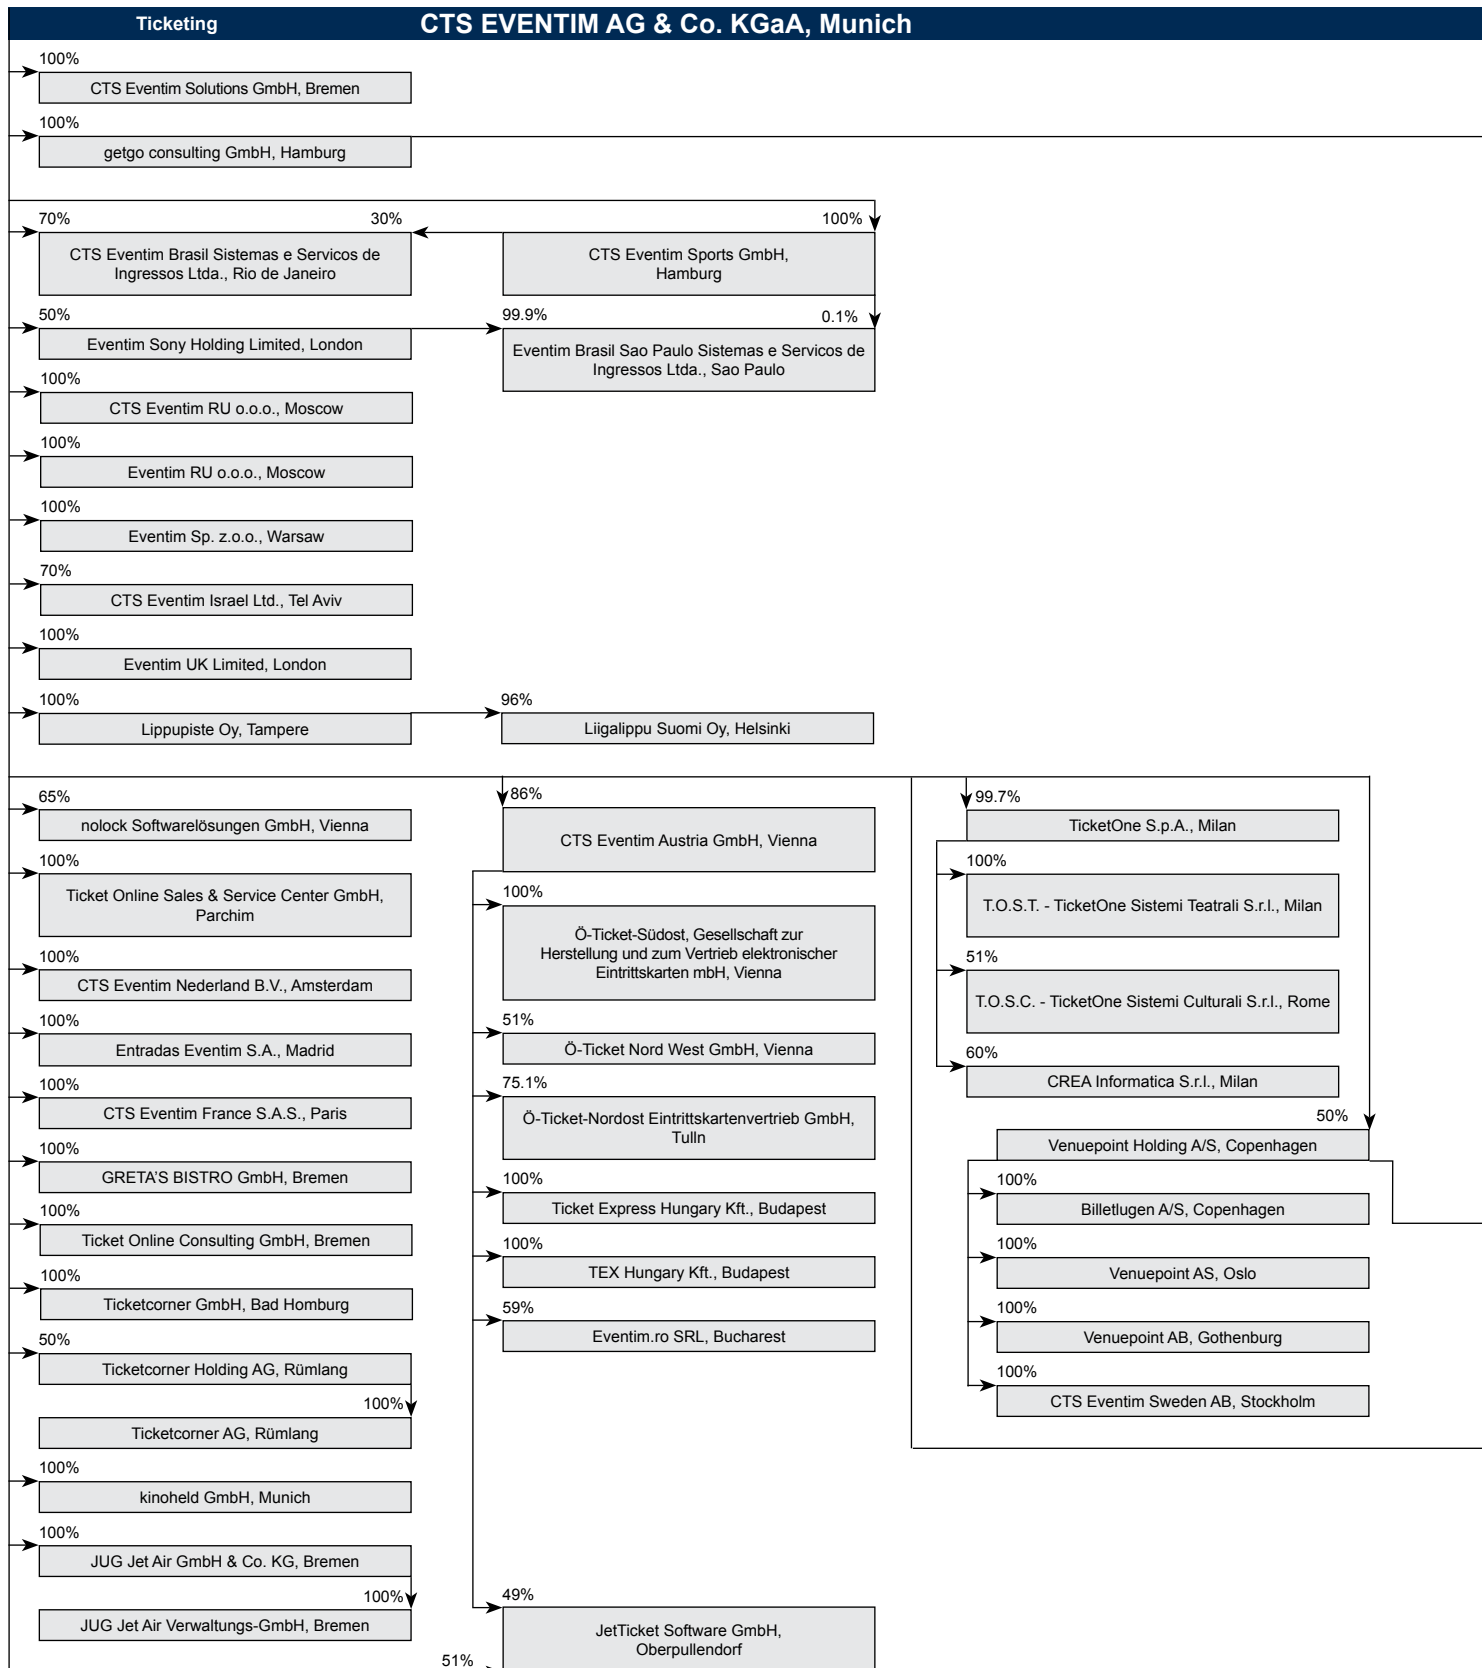 Ticketing
CTS EVENTIM AG & Co. KGaA, Munich
100%
CTS Eventim Solutions GmbH, Bremen
100%
getgo consulting GmbH, Hamburg
70%
30%
100%
CTS Eventim Brasil Sistemas e Servicos de
Ingressos Ltda., Rio de Janeiro
CTS Eventim Sports GmbH,
Hamburg
50%
99.9%
0.1%
Eventim Sony Holding Limited, London
Eventim Brasil Sao Paulo Sistemas e Servicos de
Ingressos Ltda., Sao Paulo
100%
CTS Eventim RU o.o.o., Moscow
100%
Eventim RU o.o.o., Moscow
100%
Eventim Sp. z.o.o., Warsaw
70%
CTS Eventim Israel Ltd., Tel Aviv
100%
Eventim UK Limited, London
100%
Lippupiste Oy, Tampere
96%
Liigalippu Suomi Oy, Helsinki
65%
nolock Softwarelösungen GmbH, Vienna
100%
Ticket Online Sales & Service Center GmbH,
Parchim
100%
CTS Eventim Nederland B.V., Amsterdam
100%
Entradas Eventim S.A., Madrid
100%
CTS Eventim France S.A.S., Paris
100%
GRETA'S BISTRO GmbH, Bremen
100%
Ticket Online Consulting GmbH, Bremen
100%
Ticketcorner GmbH, Bad Homburg
50%
Ticketcorner Holding AG, Rümlang
100%
Ticketcorner AG, Rümlang
100%
kinoheld GmbH, Munich
100%
JUG Jet Air GmbH & Co. KG, Bremen
100%
JUG Jet Air Verwaltungs-GmbH, Bremen
86%
CTS Eventim Austria GmbH, Vienna
100%
Ö-Ticket-Südost, Gesellschaft zur
Herstellung und zum Vertrieb elektronischer
Eintrittskarten mbH, Vienna
51%
Ö-Ticket Nord West GmbH, Vienna
75.1%
Ö-Ticket-Nordost Eintrittskartenvertrieb GmbH,
Tulln
100%
Ticket Express Hungary Kft., Budapest
100%
TEX Hungary Kft., Budapest
59%
Eventim.ro SRL, Bucharest
49%
JetTicket Software GmbH,
Oberpullendorf
51%
99.7%
TicketOne S.p.A., Milan
100%
T.O.S.T. - TicketOne Sistemi Teatrali S.r.l., Milan
51%
T.O.S.C. - TicketOne Sistemi Culturali S.r.l., Rome
60%
CREA Informatica S.r.l., Milan
50%
Venuepoint Holding A/S, Copenhagen
100%
Billetlugen A/S, Copenhagen
100%
Venuepoint AS, Oslo
100%
Venuepoint AB, Gothenburg
100%
CTS Eventim Sweden AB, Stockholm